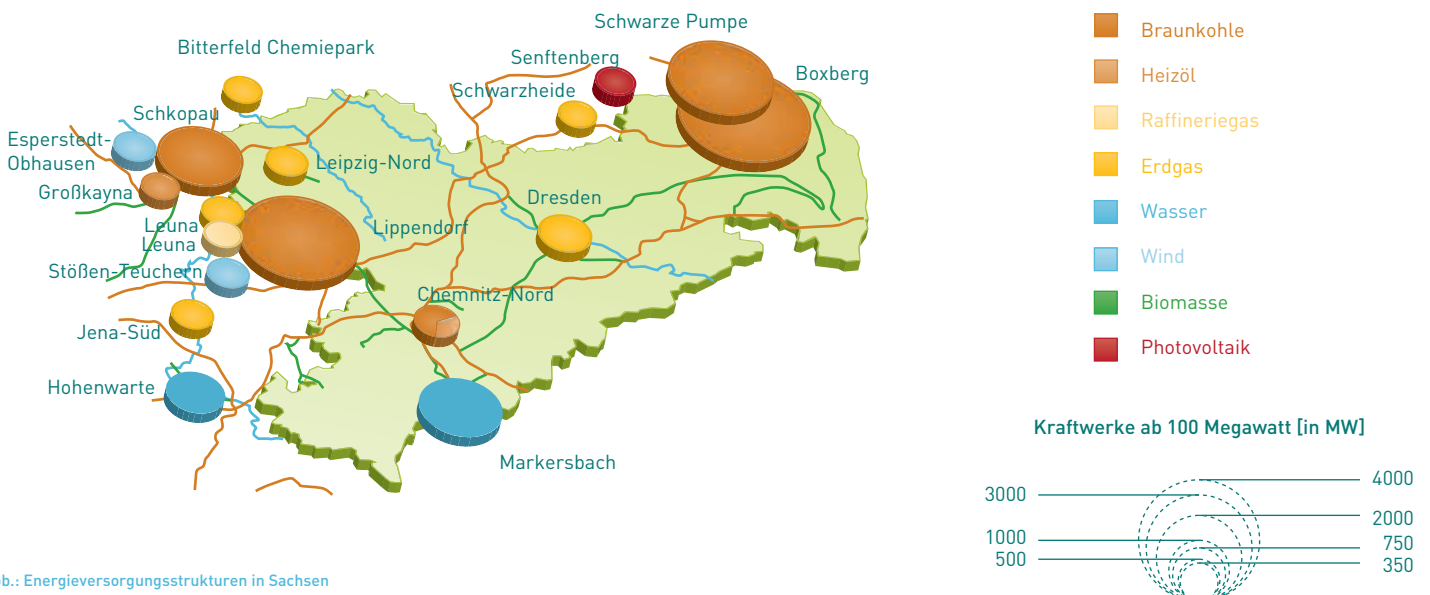 Schwarze Pumpe
Bitterfeld Chemiepark
Senftenberg
Boxberg
Schwarzheide
Schkopau
Esperstedt-
Obhausen
Leipzig-Nord
Großkayna
Dresden
Leuna
Lippendorf
Leuna
Stößen-Teuchern
Chemnitz-Nord
Jena-Süd
Hohenwarte
Markersbach
Braunkohle
Heizöl
Raffineriegas
Erdgas
Wasser
Wind
Biomasse
Photovoltaik
Kraftwerke ab 100 Megawatt [in MW]
4000
3000
2000
1000
750
500
350
b.: Energieversorgungsstrukturen in Sachsen